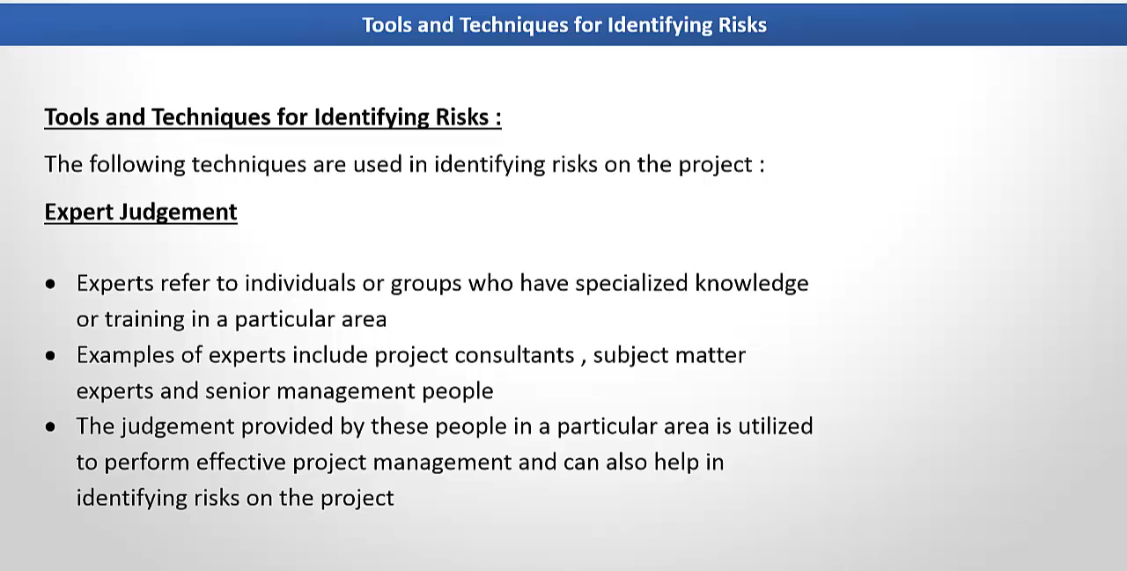 Tools and Techniques for Identifying Risks
Tools and Techniques for Identifying Risks :
The following techniques are used in identifying risks on the project :
Expert Judgement
• Experts refer to individuals or groups who have specialized knowledge
or training in a particular area
• Examples of experts include project consultants , subject matter
experts and senior management people
• The judgement provided by these people in a particular area is utilized
to perform effective project management and can also help in
identifying risks on the project